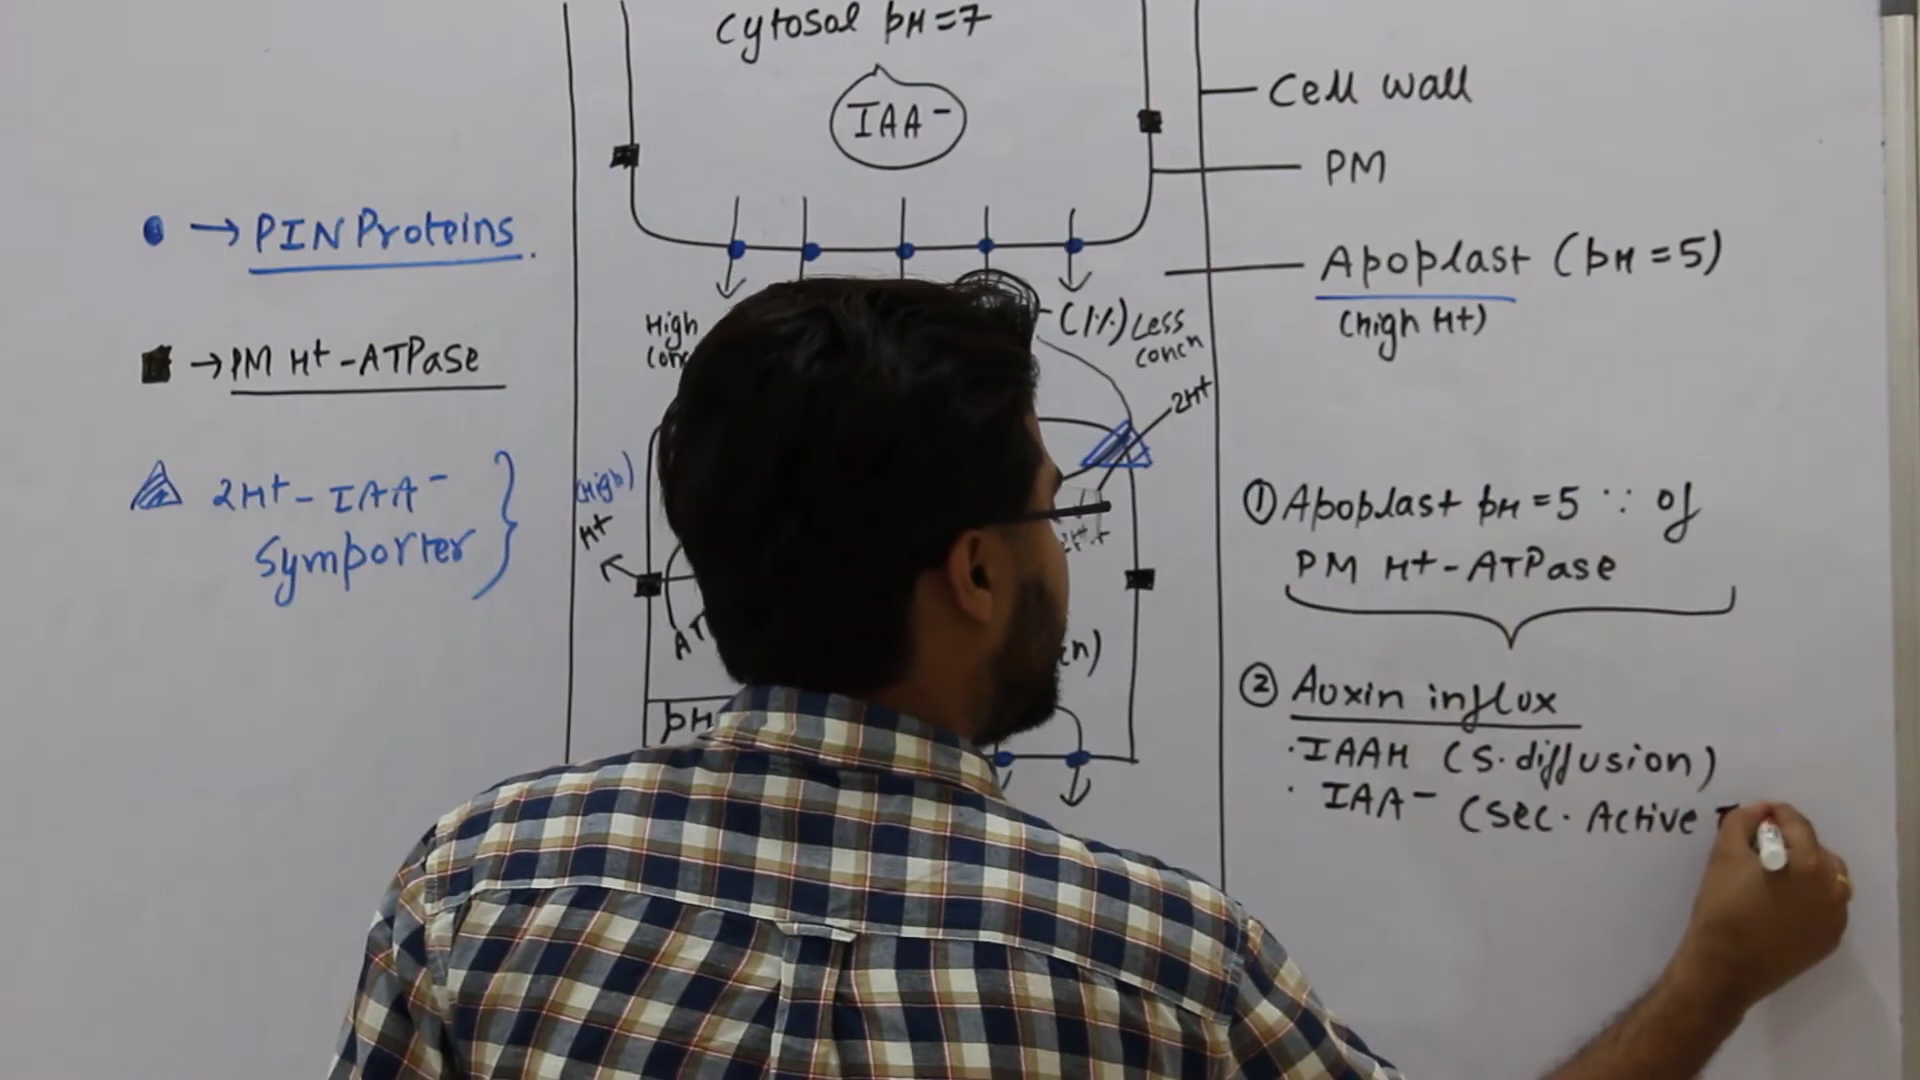 Cytosol pH=7
IAA-
Cell wall
PM
Apoplast (pH=5)
(high H+)
→ PIN Proteins.
→ PM H+-ATPase
2H+- IAA-
Symporter
High
conc
(1%) Less
concn
2H+
(High)
H+
pH
① Apoplast pH=5 ∵ of
PM H+-ATPase
② Auxin influx
·IAAH (S.diffusion)
· IAA- (Sec. Active